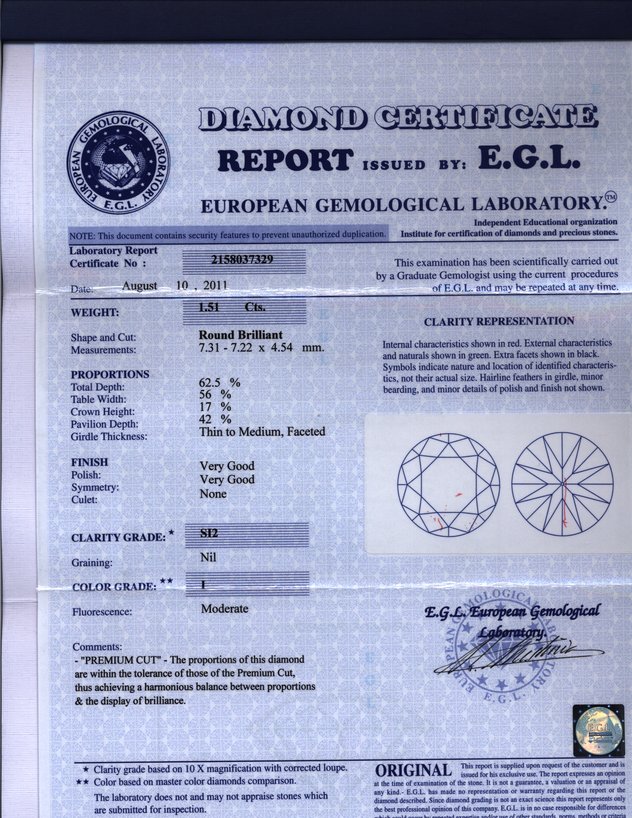 DIAMOND CERTIFICATE
REPORT ISSUED BY: E.G.L.
EUROPEAN GEMOLOGICAL LABORATORY.™
EUROPEAN GEMOLOGICAL LABORATORY
E.G.L.
Independent Educational organization
Institute for certification of diamonds and precious stones.
NOTE: This document contains security features to prevent unauthorized duplication.
Laboratory Report
Certificate No : 2158037329
Date: August 10 , 2011
This examination has been scientifically carried out
by a Graduate Gemologist using the current procedures
of E.G.L. and may be repeated at any time.
WEIGHT: 1.51 Cts.
Shape and Cut: Round Brilliant
Measurements: 7.31 - 7.22 x 4.54 mm.
PROPORTIONS
Total Depth: 62.5 %
Table Width: 56 %
Crown Height: 17 %
Pavilion Depth: 42 %
Girdle Thickness: Thin to Medium, Faceted
FINISH
Polish: Very Good
Symmetry: Very Good
Culet: None
CLARITY GRADE: * SI2
Graining: Nil
COLOR GRADE: ** I
Fluorescence: Moderate
Comments:
- "PREMIUM CUT" - The proportions of this diamond
are within the tolerance of those of the Premium Cut,
thus achieving a harmonious balance between proportions
& the display of brilliance.
CLARITY REPRESENTATION
Internal characteristics shown in red. External characteristics
and naturals shown in green. Extra facets shown in black.
Symbols indicate nature and location of identified characteris-
tics, not their actual size. Hairline feathers in girdle, minor
bearding, and minor details of polish and finish not shown.
E.G.L. European Gemological
Laboratory.
★ Clarity grade based on 10 X magnification with corrected loupe.
★★ Color based on master color diamonds comparison.
The laboratory does not and may not appraise stones which
are submitted for inspection.
ORIGINAL This report is supplied upon request of the customer and is
issued for his exclusive use. The report expresses an opinion
at the time of examination of the stone. It is not a guarantee, a valuation or an appraisal of
any kind.- E.G.L. has made no representation or warranty regarding this report or the
diamond described. Since diamond grading is not an exact science this report represents only
the best professional opinion of this company. E.G.L. is in no case responsible for differences